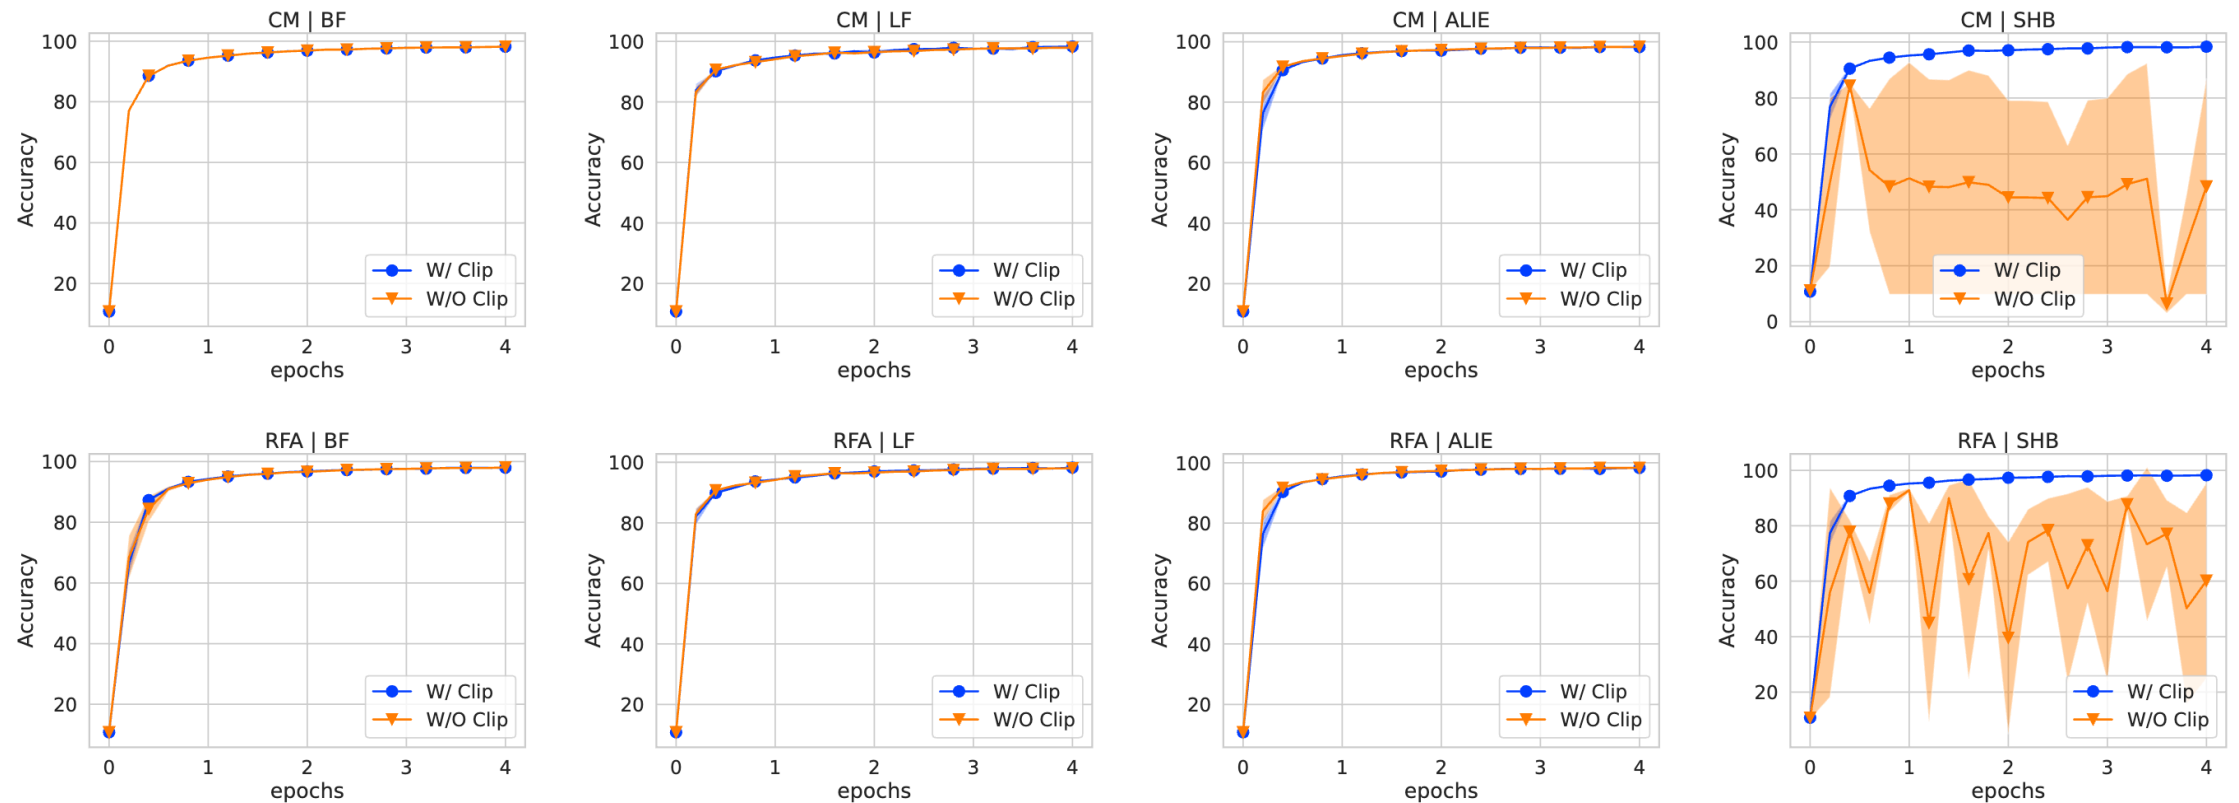 CM | BF
100
80
60
40
20
Accuracy
W/ Clip
W/O Clip
0 1 2 3 4
epochs
CM | LF
100
80
60
40
20
Accuracy
W/ Clip
W/O Clip
0 1 2 3 4
epochs
CM | ALIE
100
80
60
40
20
Accuracy
W/ Clip
W/O Clip
0 1 2 3 4
epochs
CM | SHB
100
80
60
40
20
0
Accuracy
W/ Clip
W/O Clip
0 1 2 3 4
epochs
RFA | BF
100
80
60
40
20
Accuracy
W/ Clip
W/O Clip
0 1 2 3 4
epochs
RFA | LF
100
80
60
40
20
Accuracy
W/ Clip
W/O Clip
0 1 2 3 4
epochs
RFA | ALIE
100
80
60
40
20
Accuracy
W/ Clip
W/O Clip
0 1 2 3 4
epochs
RFA | SHB
100
80
60
40
20
Accuracy
W/ Clip
W/O Clip
0 1 2 3 4
epochs